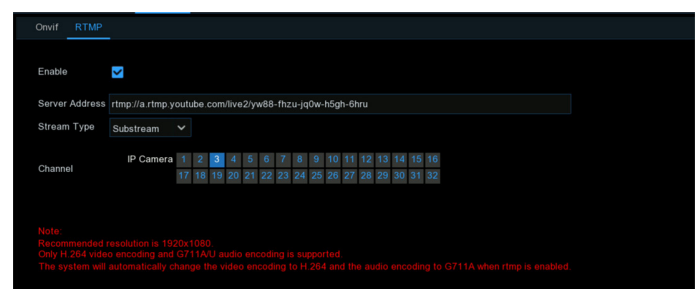 Onvif RTMP
Enable
Server Address rtmp://a.rtmp.youtube.com/live2/yw88-fhzu-jq0w-h5gh-6hru
Stream Type Substream
IP Camera 1 2 3 4 5 6 7 8 9 10 11 12 13 14 15 16
Channel
17 18 19 20 21 22 23 24 25 26 27 28 29 30 31 32
Note:
Recommended resolution is 1920x1080.
Only H.264 video encoding and G711A/U audio encoding is supported.
The system will automatically change the video encoding to H.264 and the audio encoding to G711A when rtmp is enabled.